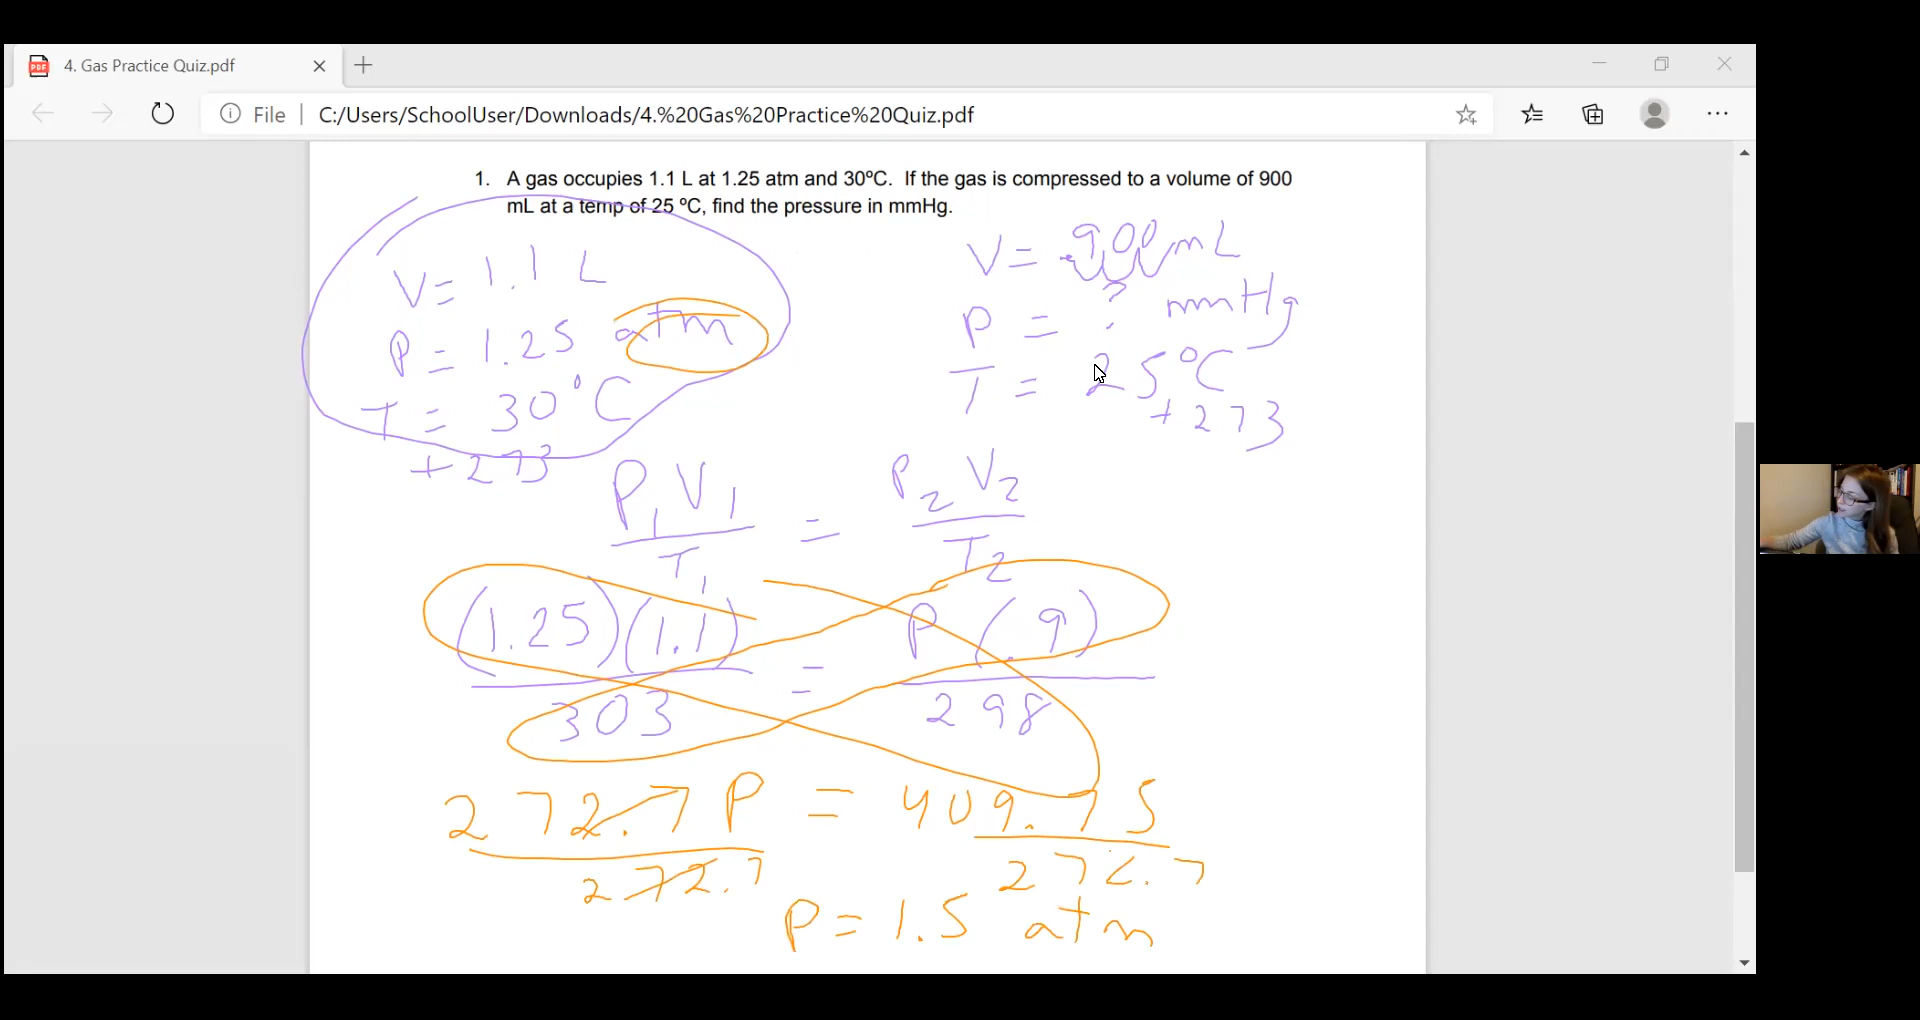 4. Gas Practice Quiz.pdf
File | C:/Users/SchoolUser/Downloads/4.%20Gas%20Practice%20Quiz.pdf
1. A gas occupies 1.1 L at 1.25 atm and 30ºC. If the gas is compressed to a volume of 900
mL at a temp of 25 ºC, find the pressure in mmHg.
V = 1.1 L
P = 1.25 atm
T = 30°C
+ 273
V = .900 mL
P = ? mmHg
T = 25°C
+ 273
P₁V₁ / T₁ = P₂V₂ / T₂
(1.25)(1.1) / 303 = P(.9) / 298
272.7 P = 409.75
272.7 272.7
P = 1.5 atm